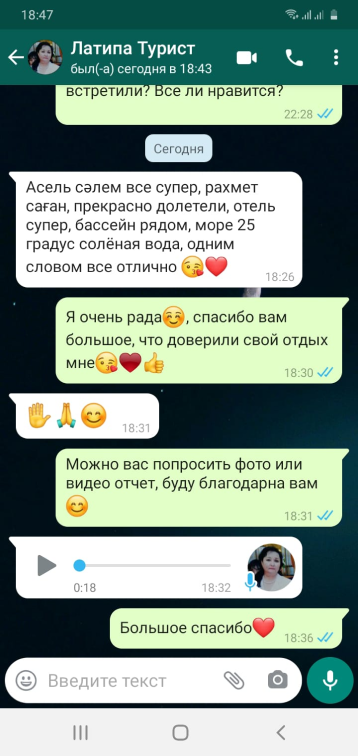 18:47
Латипа Турист
был(-а) сегодня в 18:43
встретили? Все ли нравится?
22:28
Сегодня
Асель сәлем все супер, рахмет
саған, прекрасно долетели, отель
супер, бассейн рядом, море 25
градус солёная вода, одним
словом все отлично 😘❤️
18:26
Я очень рада☺️, спасибо вам
большое, что доверили свой отдых
мне😘♥️👍
18:30
🖐️🙏😊
18:31
Можно вас попросить фото или
видео отчет, буду благодарна вам
😊
18:31
0:18
18:32
Большое спасибо❤️
18:36
Введите текст